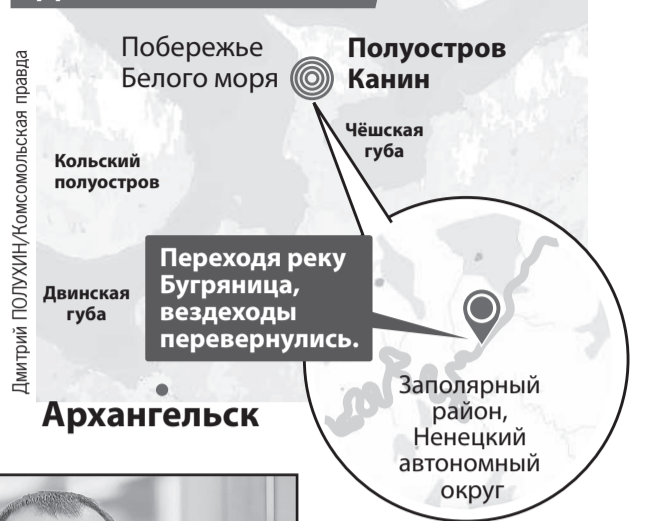 Побережье
Белого моря
Полуостров
Канин
Чёшская
губа
Кольский
полуостров
Переходя реку
Бугряница,
вездеходы
перевернулись.
Двинская
губа
Архангельск
Заполярный
район,
Ненецкий
автономный
округ
Дмитрий ПОЛУХИН/Комсомольская правда